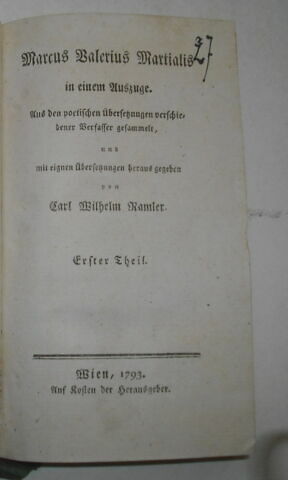 27
Marcus Valerius Martialis
in einem Auszuge.
Aus den poetischen Übersetzungen verschie-
dener Verfasser gesammelt,
und
mit eignen Übersetzungen heraus gegeben
von
Carl Wilhelm Ramler.
Erster Theil.
Wien, 1793.
Auf Kosten der Herausgeber.